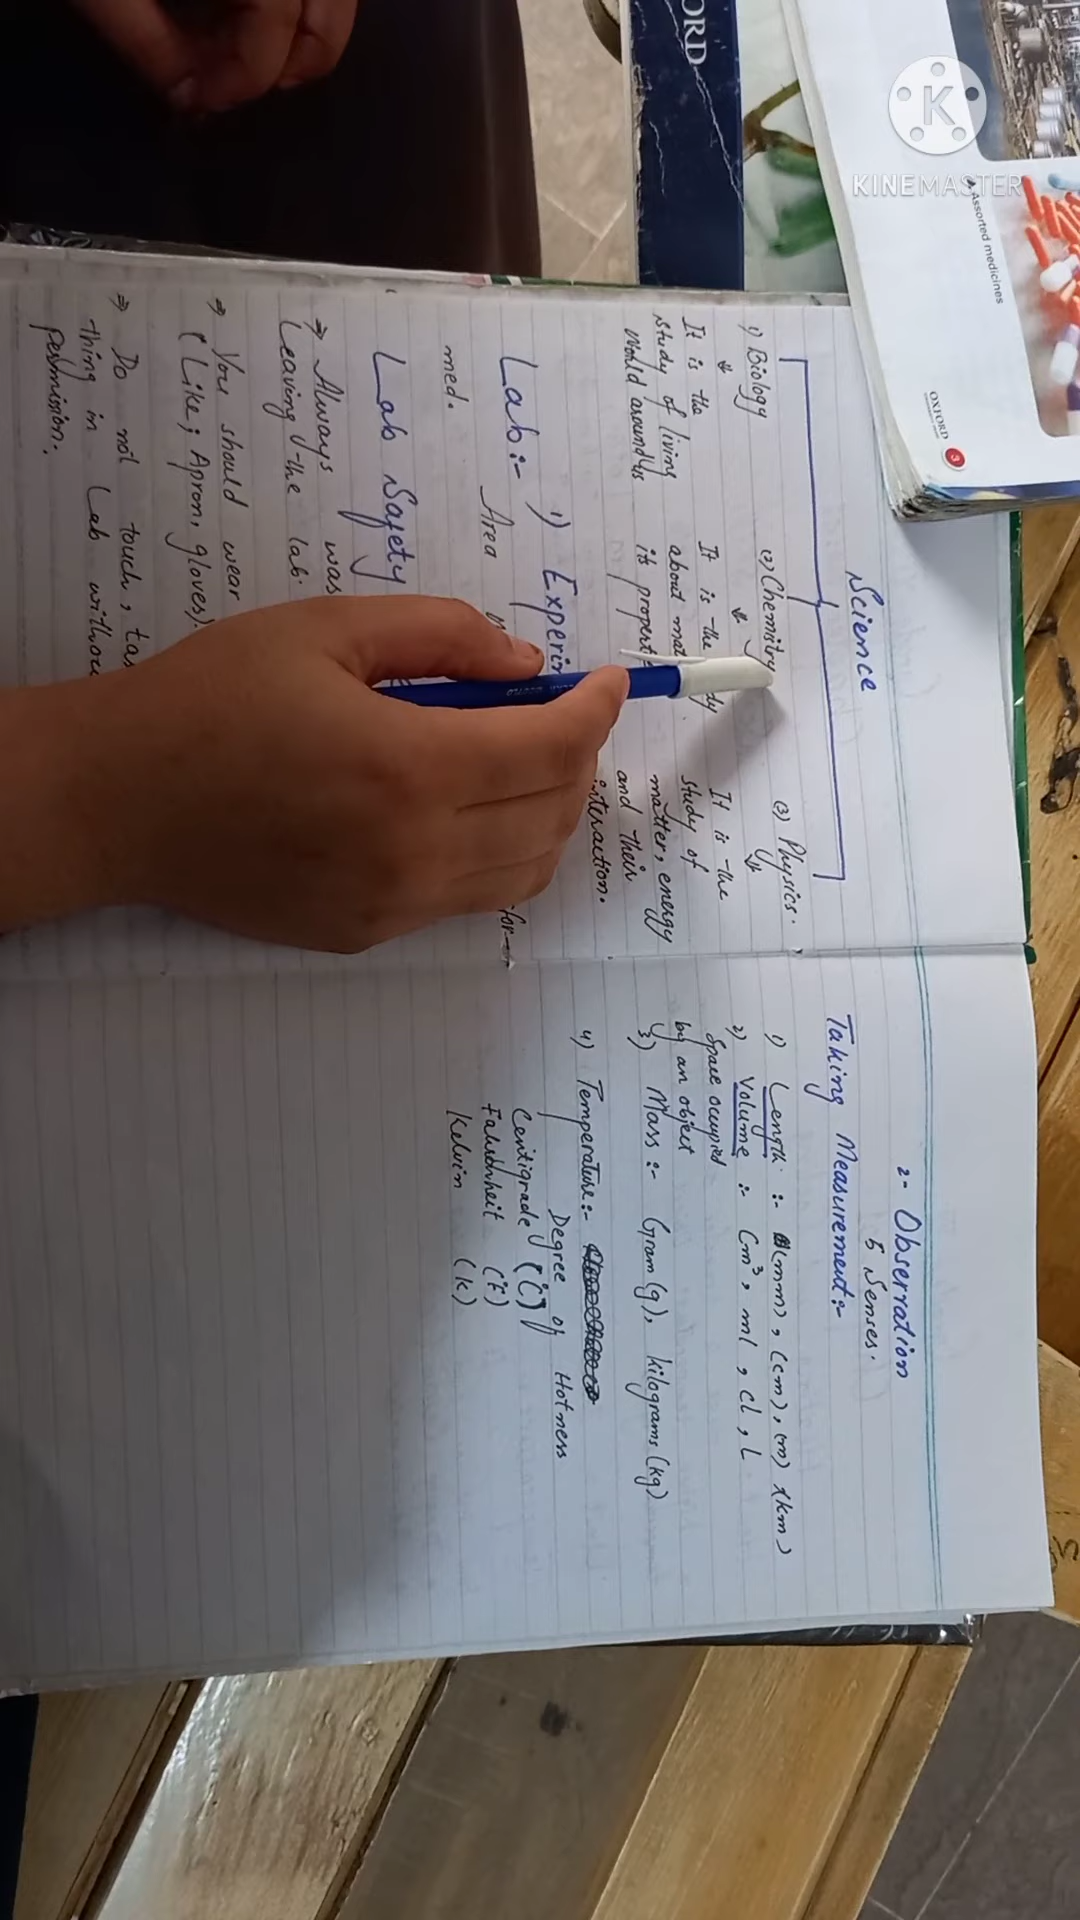 ORD
K
KINEMASTER
Assorted medicines
OXFORD
3
Science
1) Biology
It is the
study of living
world around us
(2) Chemistry
It is the
about mat
its propert
(3) Physics.
It is the
study of
matter, energy
and their
interaction.
1) Experim
Lab:- Area for
med.
Lab Safety
⇒ Always was
Leaving the lab.
⇒ You should wear
(Like; Apron, gloves)
⇒ Do not touch, tas
thing in Lab withou
permission.
2- Observation
5 Senses.
Taking Measurement:-
1) Length :- (mm), (cm), (m) (km)
2) Volume :- Cm³, ml, cl, L
Space occupied
by an object
3) Mass :- Gram (g), kilograms (kg)
4) Temperature:-
Degree of Hotness
Centigrade (°C)
Fahrenheit (°F)
Kelvin (K)